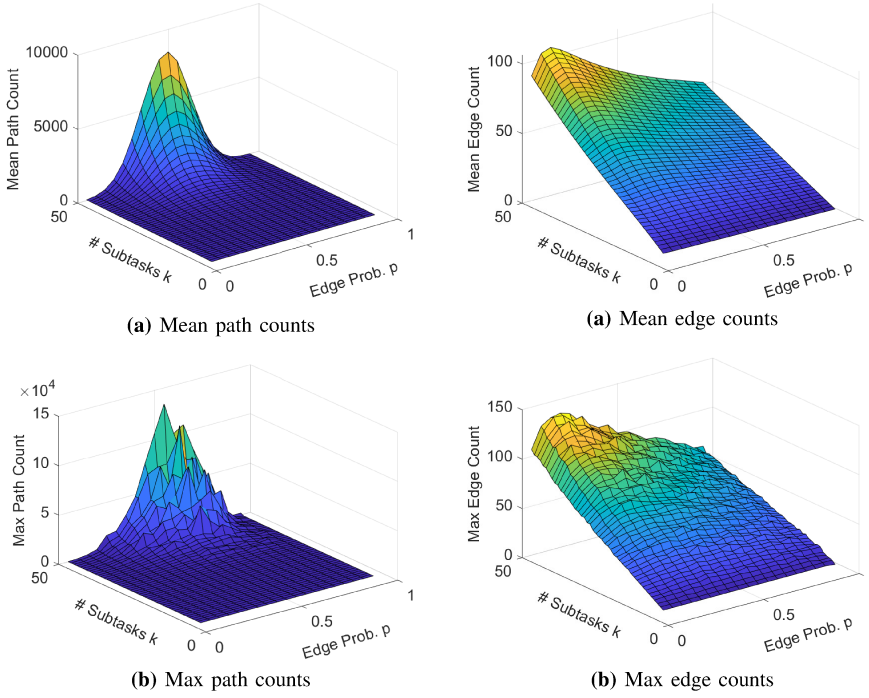 10000
5000
0
Mean Path Count
50
# Subtasks k
0
0
0.5
1
Edge Prob. p
(a) Mean path counts
100
50
0
Mean Edge Count
50
# Subtasks k
0
0
0.5
Edge Prob. p
(a) Mean edge counts
×10^4
15
10
5
0
Max Path Count
50
# Subtasks k
0
0
0.5
1
Edge Prob. p
(b) Max path counts
150
100
50
0
Max Edge Count
50
# Subtasks k
0
0
0.5
Edge Prob. p
(b) Max edge counts